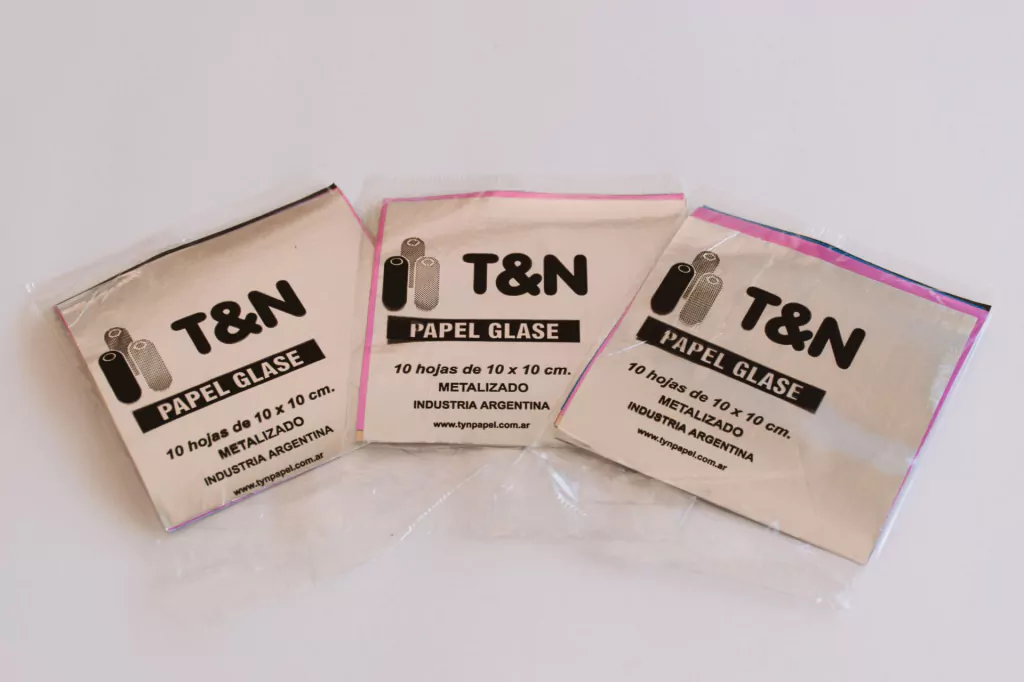 T&N
PAPEL GLASE
10 hojas de 10 x 10 cm.
METALIZADO
INDUSTRIA ARGENTINA
www.tynpapel.com.ar
T&N
PAPEL GLASE
10 hojas de 10 x 10 cm.
METALIZADO
INDUSTRIA ARGENTINA
www.tynpapel.com.ar
T&N
PAPEL GLASE
10 hojas de 10 x 10 cm.
METALIZADO
INDUSTRIA ARGENTINA
www.tynpapel.com.ar